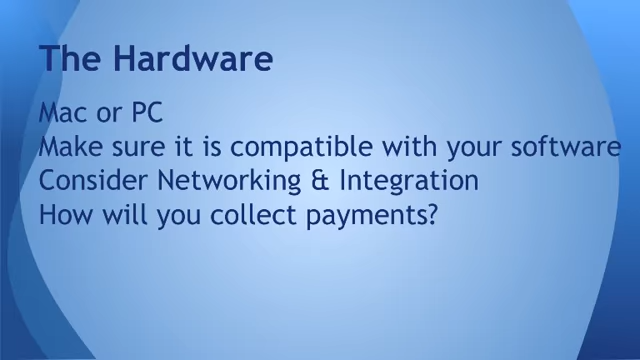 The Hardware
Mac or PC
Make sure it is compatible with your software
Consider Networking & Integration
How will you collect payments?